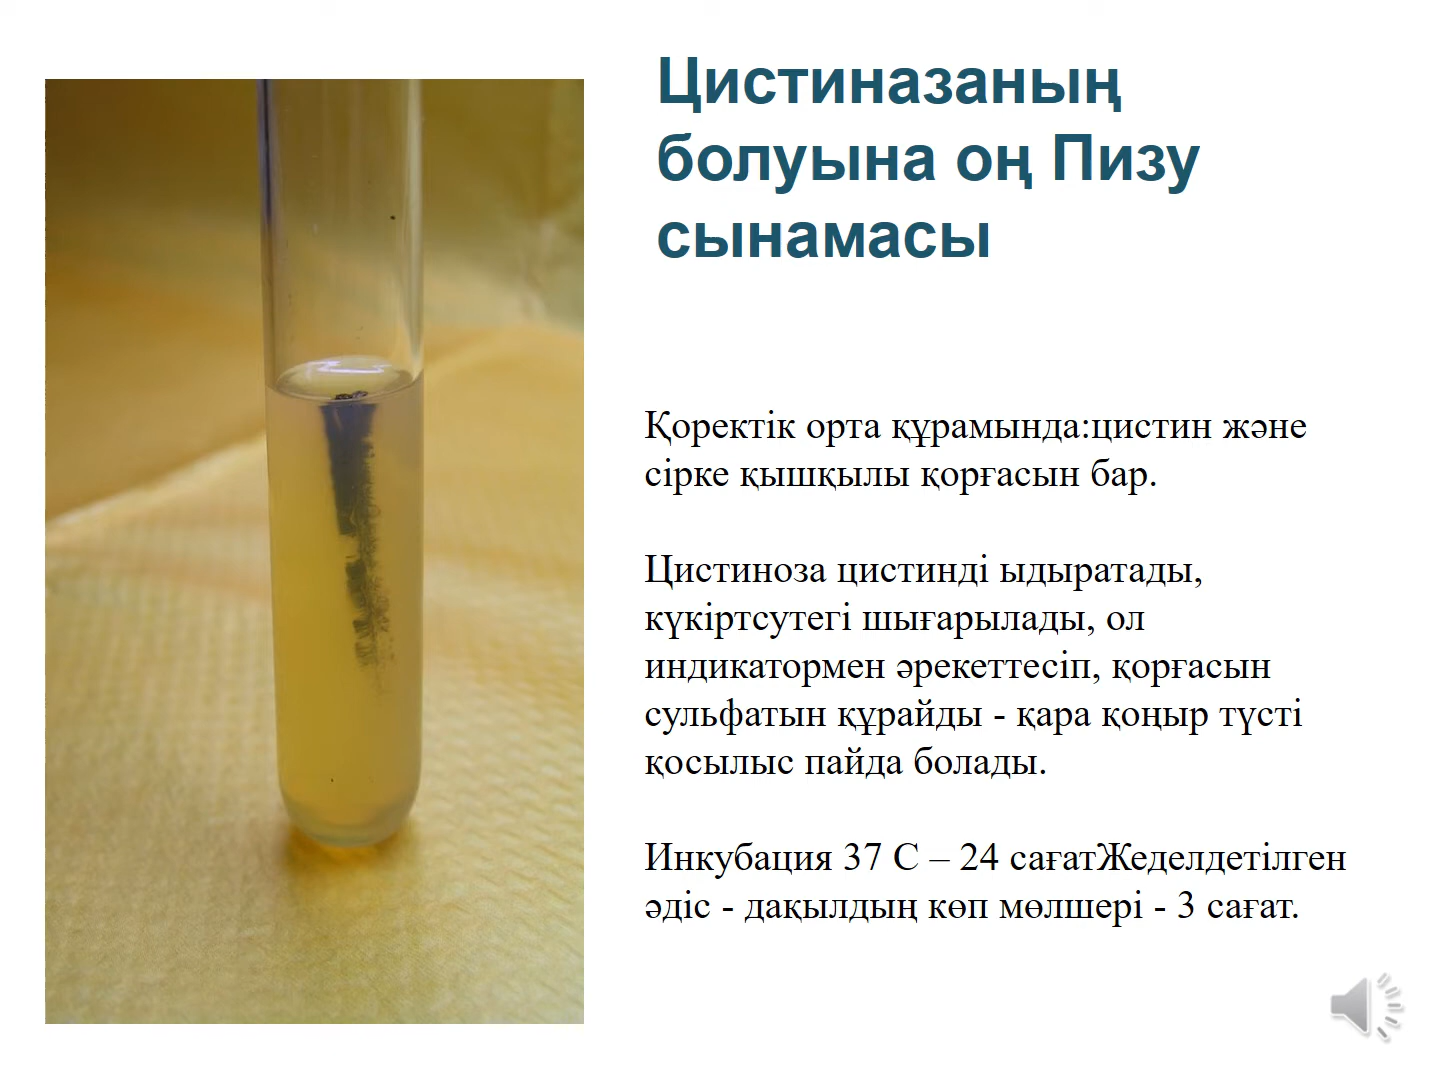 Цистиназаның
болуына оң Пизу
сынамасы
Қоректік орта құрамында:цистин және
сірке қышқылы қорғасын бар.
Цистиноза цистинді ыдыратады,
күкіртсутегі шығарылады, ол
индикатормен әрекеттесіп, қорғасын
сульфатын құрайды - қара қоңыр түсті
қосылыс пайда болады.
Инкубация 37 С – 24 сағатЖеделдетілген
әдіс - дақылдың көп мөлшері - 3 сағат.